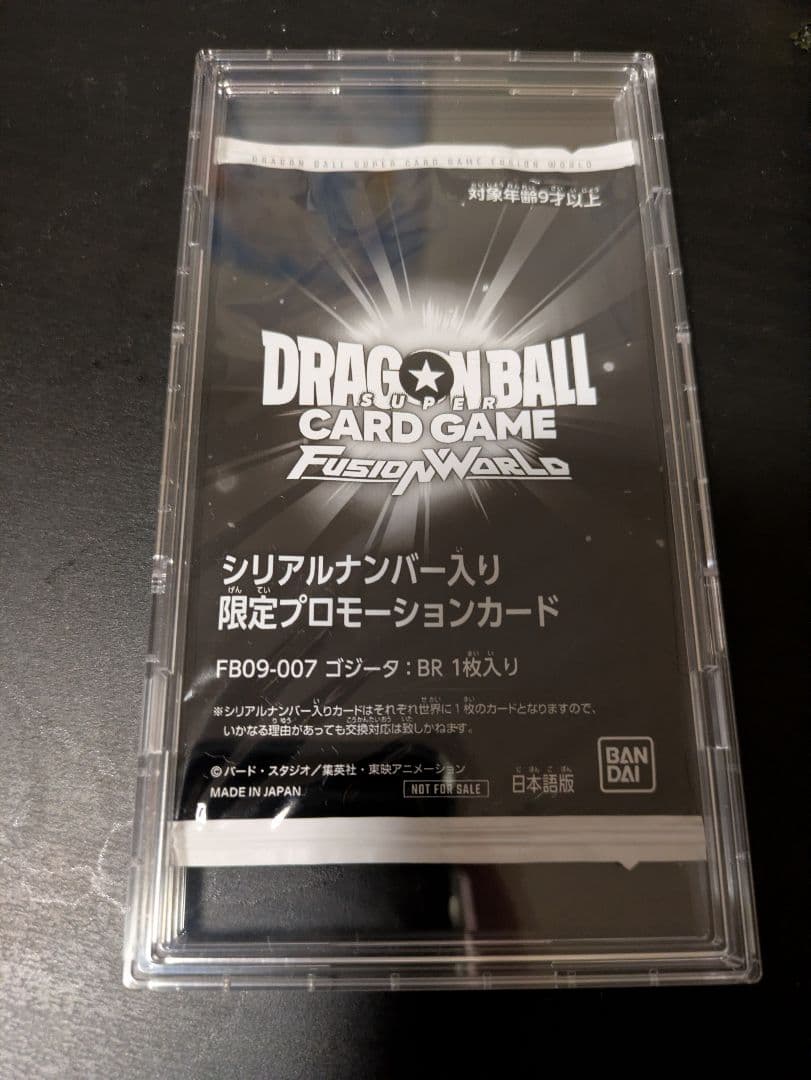 DRAGON BALL SUPER CARD GAME FUSION WORLD
対象年齢9才以上
DRAGON BALL
SUPER
CARD GAME
FUSION WORLD
シリアルナンバー入り
限定プロモーションカード
FB09-007 ゴジータ：BR 1枚入り
※シリアルナンバー入りカードはそれぞれ世界に1枚のカードとなりますので、
いかなる理由があっても交換対応は致しかねます。
©バード・スタジオ／集英社・東映アニメーション
MADE IN JAPAN
NOT FOR SALE
日本語版
BAN
DAI